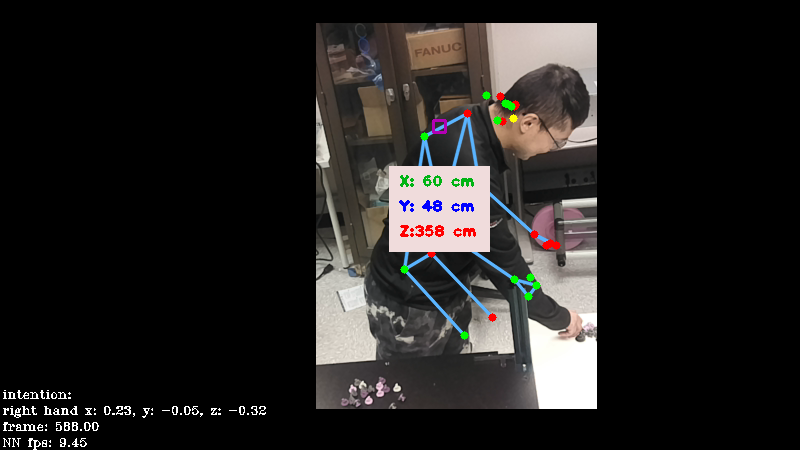 FANUC
X: 60 cm
Y: 48 cm
Z:358 cm
intention:
right hand x: 0.23, y: -0.05, z: -0.32
frame: 588.00
NN fps: 9.45